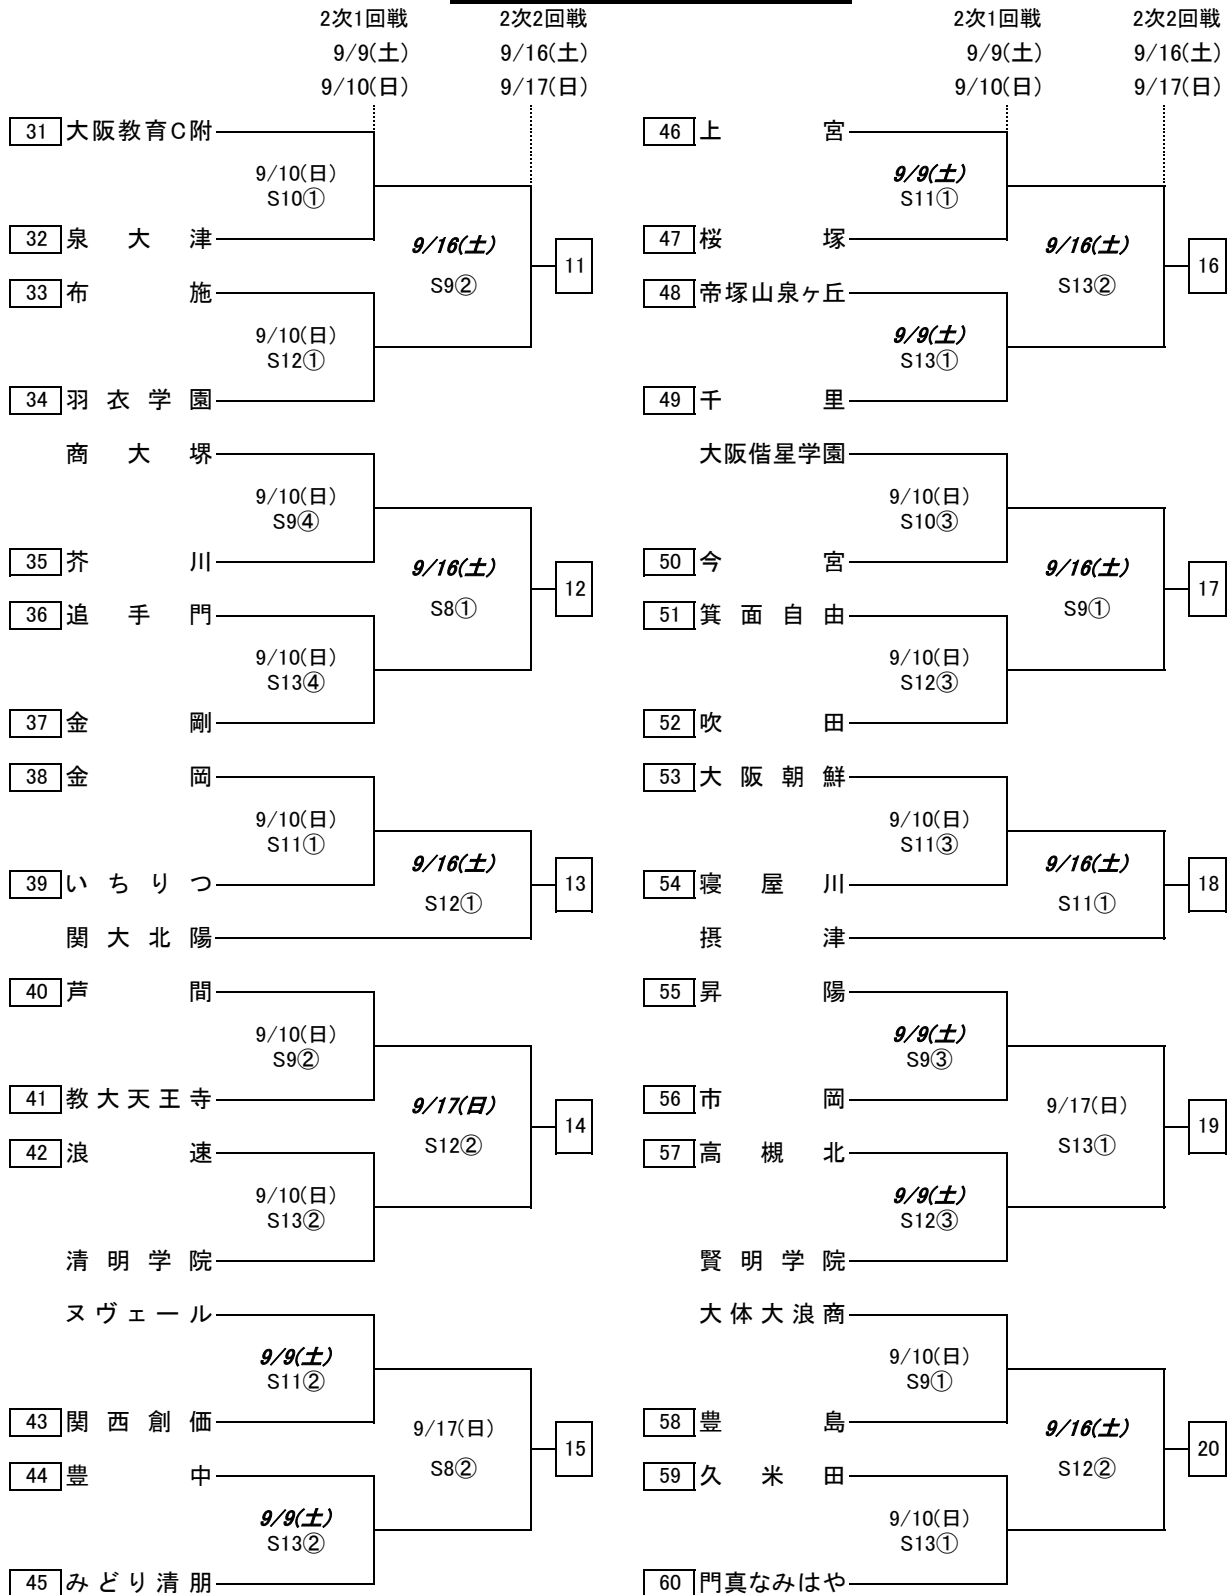 2次1回戦 2次2回戦
9/9(土) 9/16(土)
9/10(日) 9/17(日)
31 大阪教育C附
9/10(日)
S10①
32 泉大津
9/16(土)
S9②
11
33 布施
9/10(日)
S12①
34 羽衣学園
商大堺
9/10(日)
S9④
35 芥川
9/16(土)
S8①
12
36 追手門
9/10(日)
S13④
37 金剛
38 金岡
9/10(日)
S11①
9/16(土)
S12①
13
39 いちりつ
関大北陽
40 芦間
9/10(日)
S9②
41 教大天王寺
9/17(日)
S12②
14
42 浪速
9/10(日)
S13②
清明学院
ヌヴェール
9/9(土)
S11②
43 関西創価
9/17(日)
S8②
15
44 豊中
9/9(土)
S13②
45 みどり清朋
2次1回戦 2次2回戦
9/9(土) 9/16(土)
9/10(日) 9/17(日)
46 上宮
9/9(土)
S11①
47 桜塚
9/16(土)
S13②
16
48 帝塚山泉ヶ丘
9/9(土)
S13①
49 千里
大阪偕星学園
9/10(日)
S10③
50 今宮
9/16(土)
S9①
17
51 箕面自由
9/10(日)
S12③
52 吹田
53 大阪朝鮮
9/10(日)
S11③
9/16(土)
S11①
18
54 寝屋川
摂津
55 昇陽
9/9(土)
S9③
56 市岡
9/17(日)
S13①
19
57 高槻北
9/9(土)
S12③
賢明学院
大体大浪商
9/10(日)
S9①
58 豊島
9/16(土)
S12②
20
59 久米田
9/10(日)
S13①
60 門真なみはや